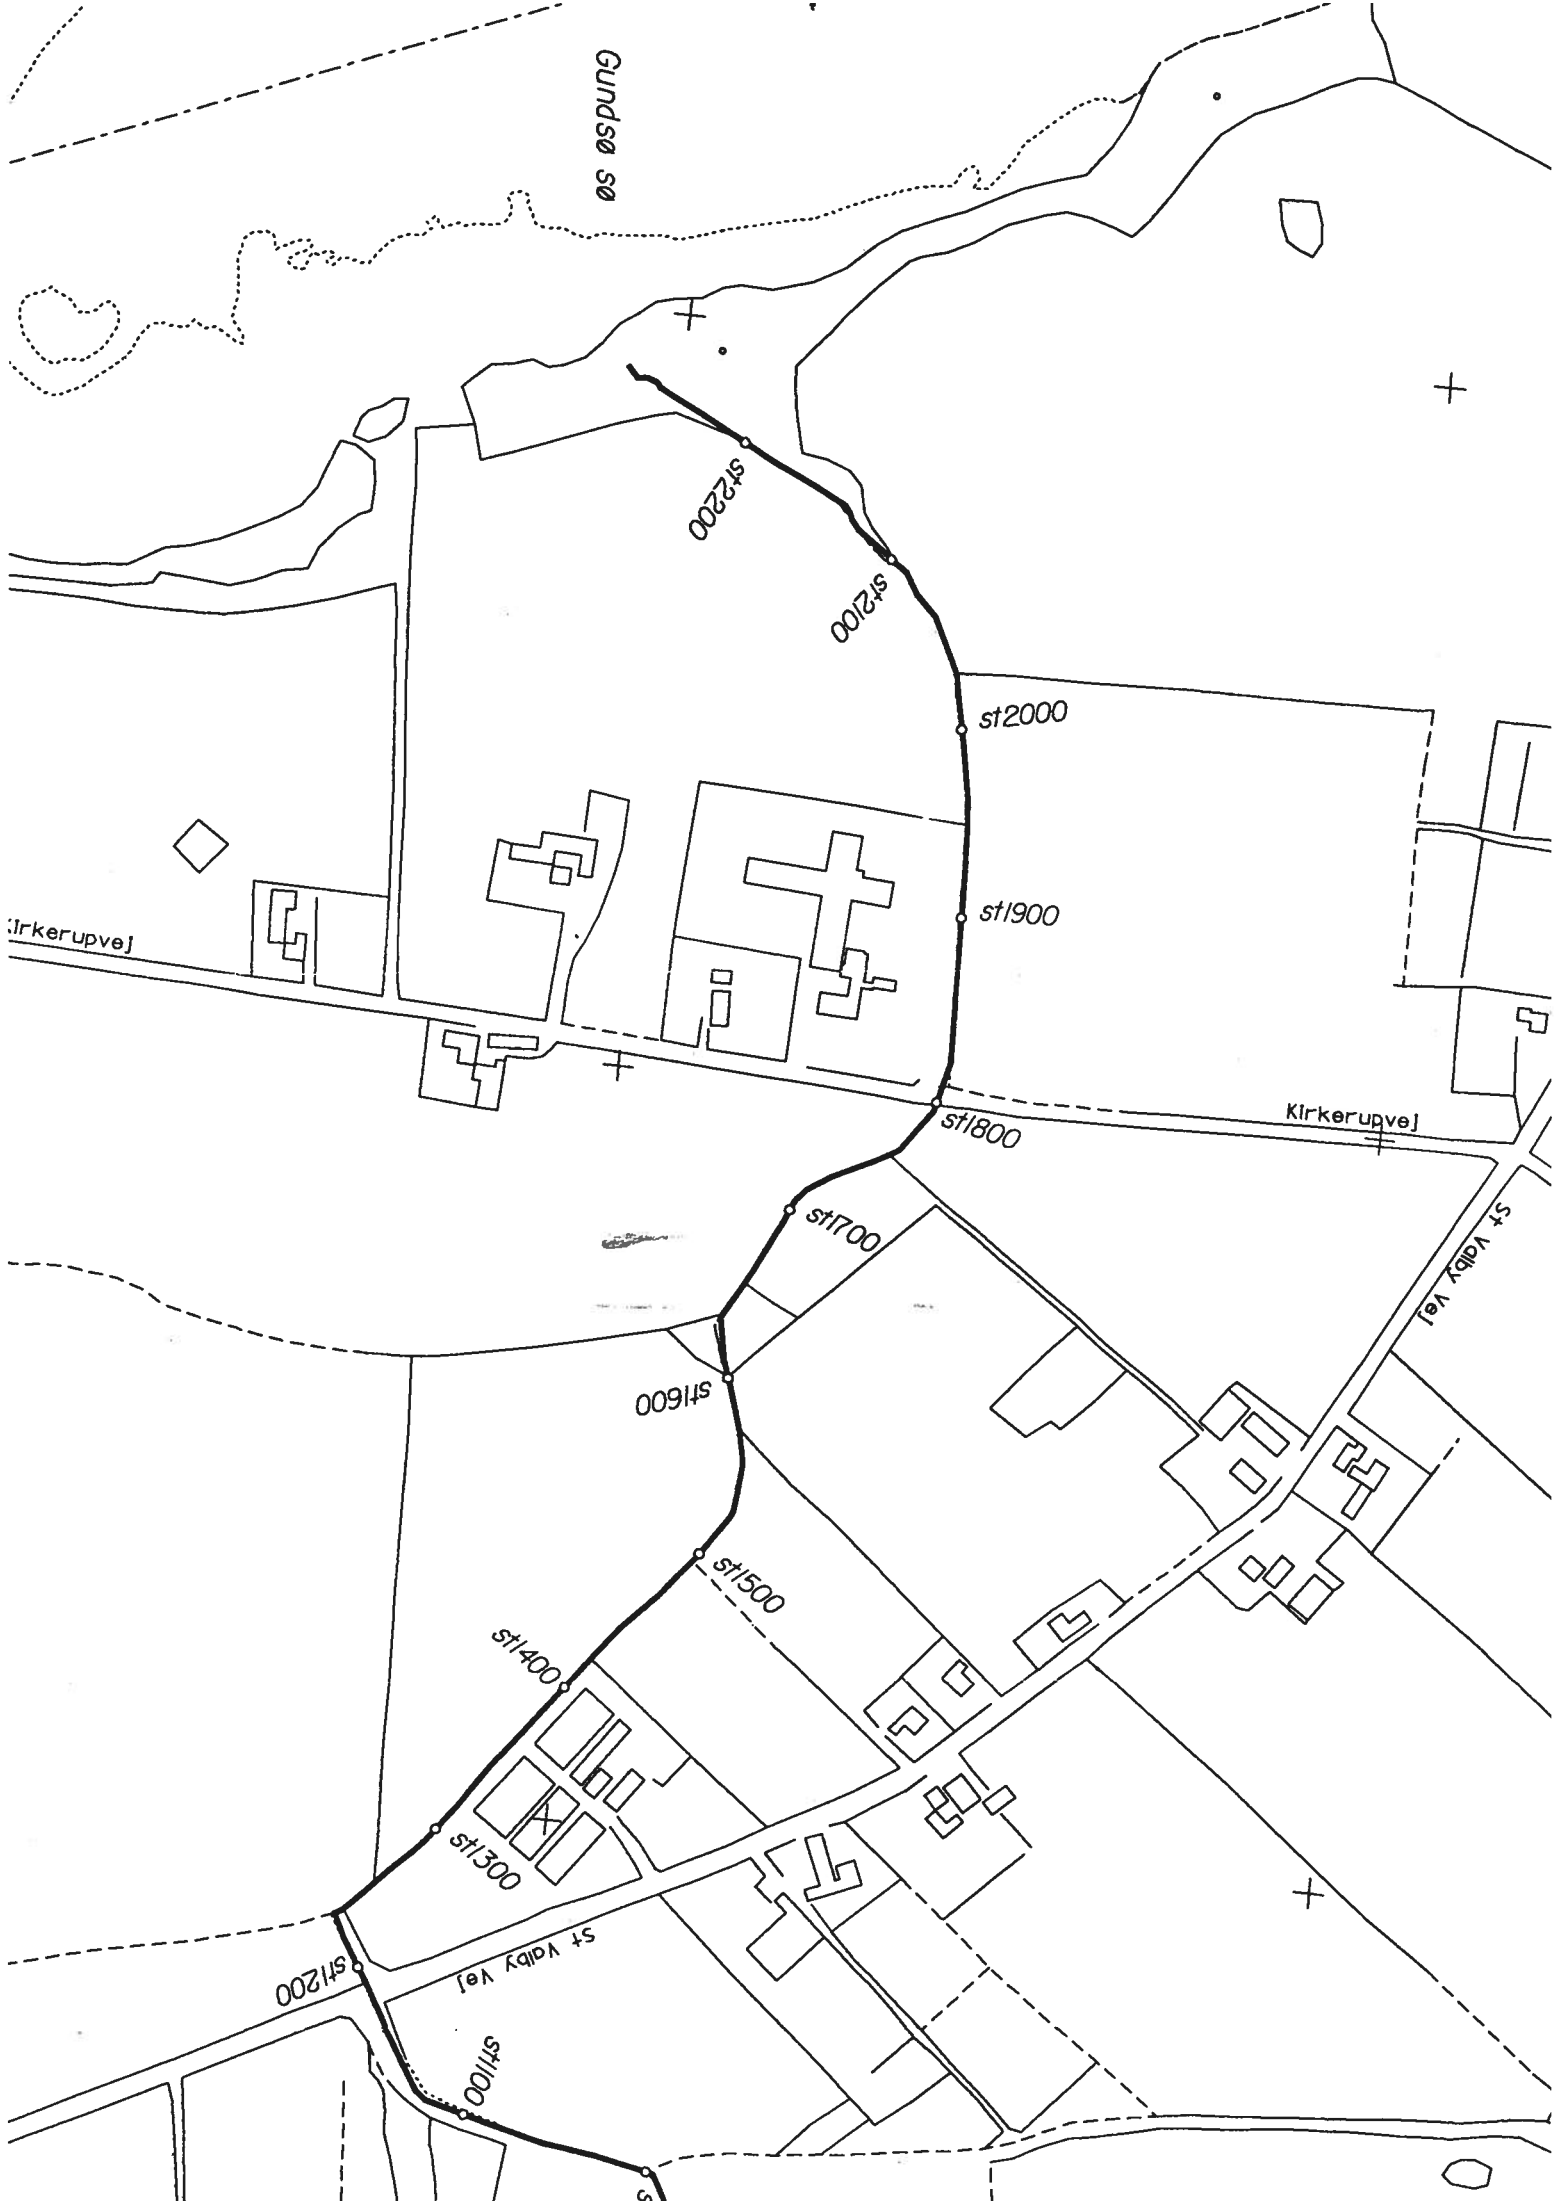 Gundsø sø
st2200
st2100
st2000
st1900
Kirkerupvej
Kirkerupvej
st1800
st1700
St Valby Vej
st1600
st1500
st1400
st1300
St Valby Vej
st1200
st1100
s